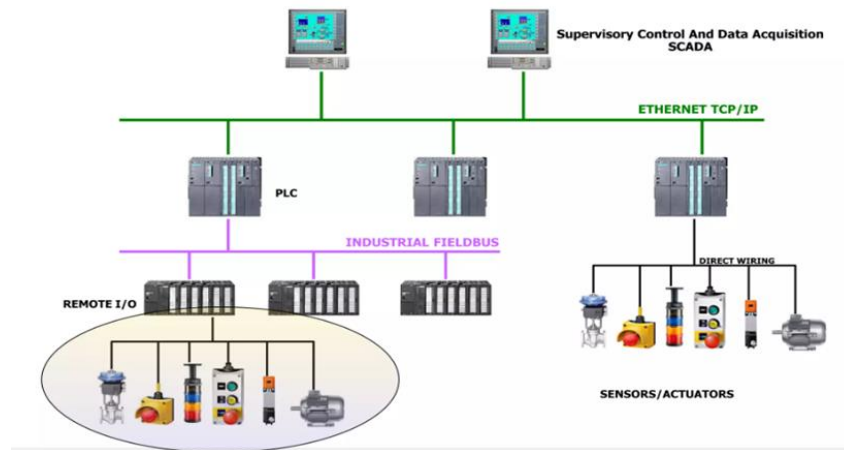 Supervisory Control And Data Acquisition
SCADA
ETHERNET TCP/IP
PLC
INDUSTRIAL FIELDBUS
DIRECT WIRING
REMOTE I/O
SENSORS/ACTUATORS